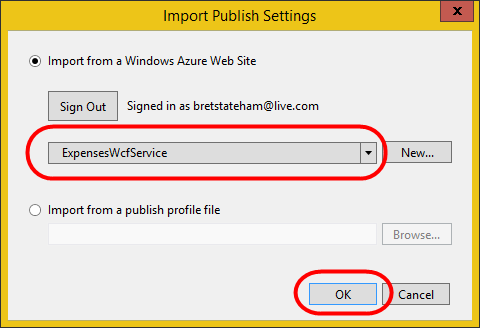 Import Publish Settings
x
Import from a Windows Azure Web Site
Sign Out Signed in as bretstateham@live.com
ExpensesWcfService New...
Import from a publish profile file
Browse...
OK Cancel